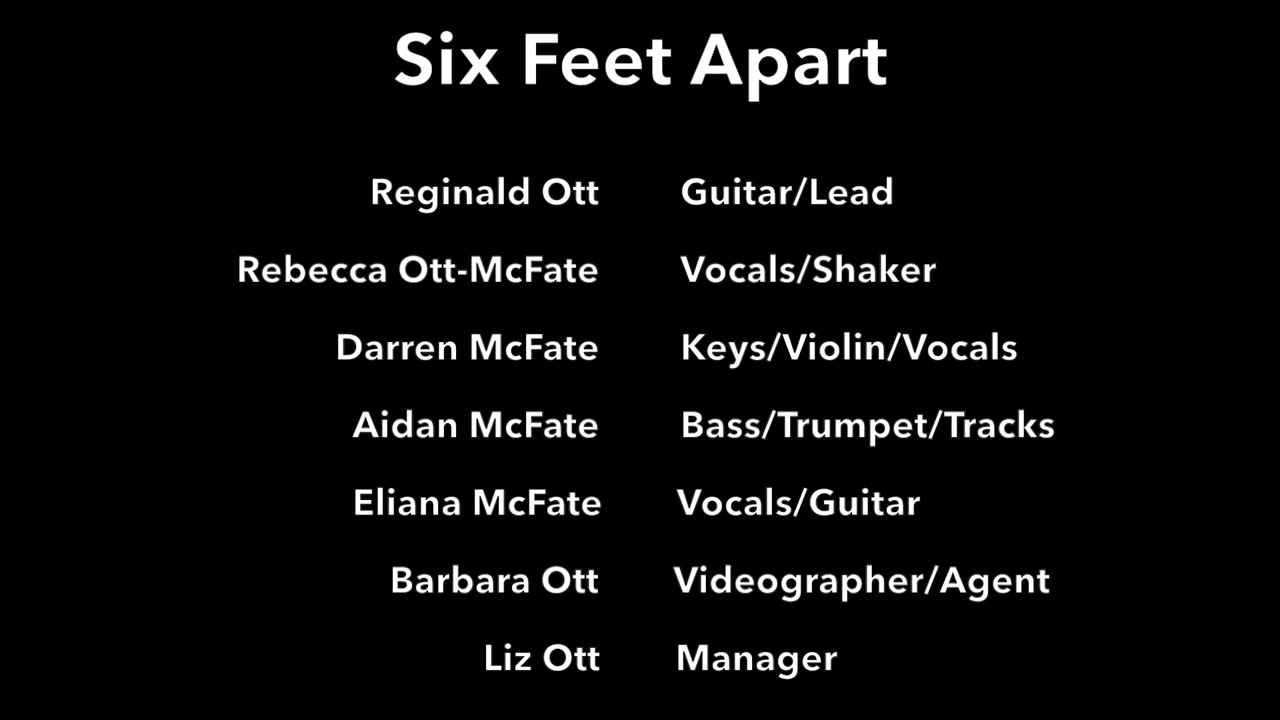 Six Feet Apart
Reginald Ott Guitar/Lead
Rebecca Ott-McFate Vocals/Shaker
Darren McFate Keys/Violin/Vocals
Aidan McFate Bass/Trumpet/Tracks
Eliana McFate Vocals/Guitar
Barbara Ott Videographer/Agent
Liz Ott Manager